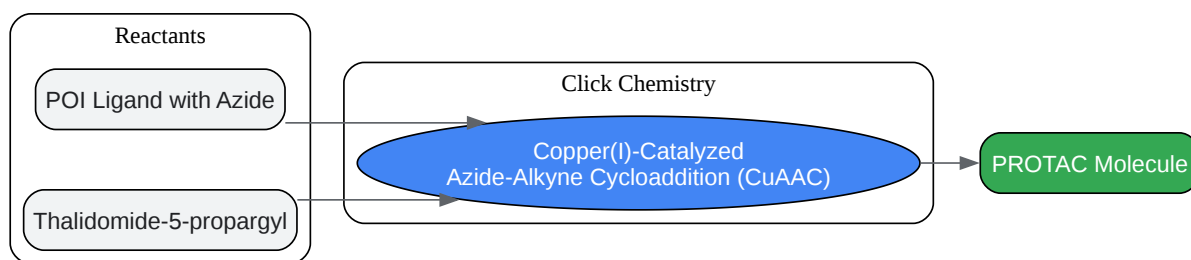 Reactants
POI Ligand with Azide
Thalidomide-5-propargyl
Click Chemistry
Copper(I)-Catalyzed
Azide-Alkyne Cycloaddition (CuAAC)
PROTAC Molecule